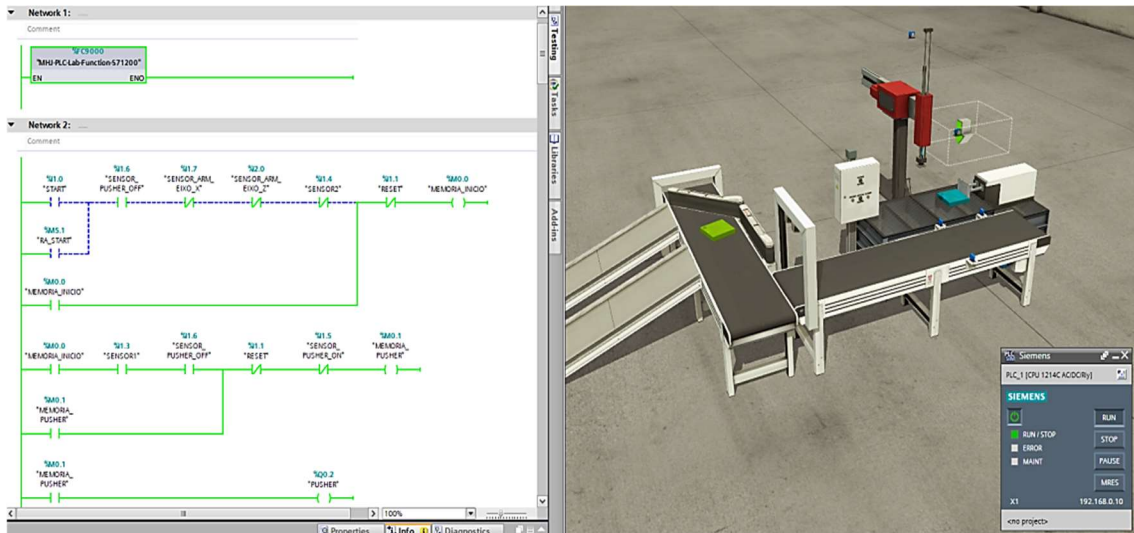 Network 1:
Comment
%FC9000
"MHJ-PLC-Lab-Function-S71200"
EN
ENO
Network 2:
Comment
%I1.0
"START"
%I1.6
"SENSOR_
PUSHER_OFF"
%I1.7
"SENSOR_ARM_
EIXO_X"
%I2.0
"SENSOR_ARM_
EIXO_Z"
%I1.4
"SENSOR2"
%I1.1
"RESET"
%M0.0
"MEMORIA_INICIO"
%M5.1
"RA_START"
%M0.0
"MEMORIA_INICIO"
%M0.0
"MEMORIA_INICIO"
%I1.3
"SENSOR1"
%I1.6
"SENSOR_
PUSHER_OFF"
%I1.1
"RESET"
%I1.5
"SENSOR_
PUSHER_ON"
%M0.1
"MEMORIA_
PUSHER"
%M0.1
"MEMORIA_
PUSHER"
%M0.1
"MEMORIA_
PUSHER"
%Q0.2
"PUSHER"
100%
Properties
Info
Diagnostics
Testing
Tasks
Libraries
Add-ins
Siemens
PLC_1 [CPU 1214C AC/DC/Rly]
SIEMENS
RUN
RUN / STOP
STOP
ERROR
MAINT
PAUSE
MRES
X1
192.168.0.10
<no project>